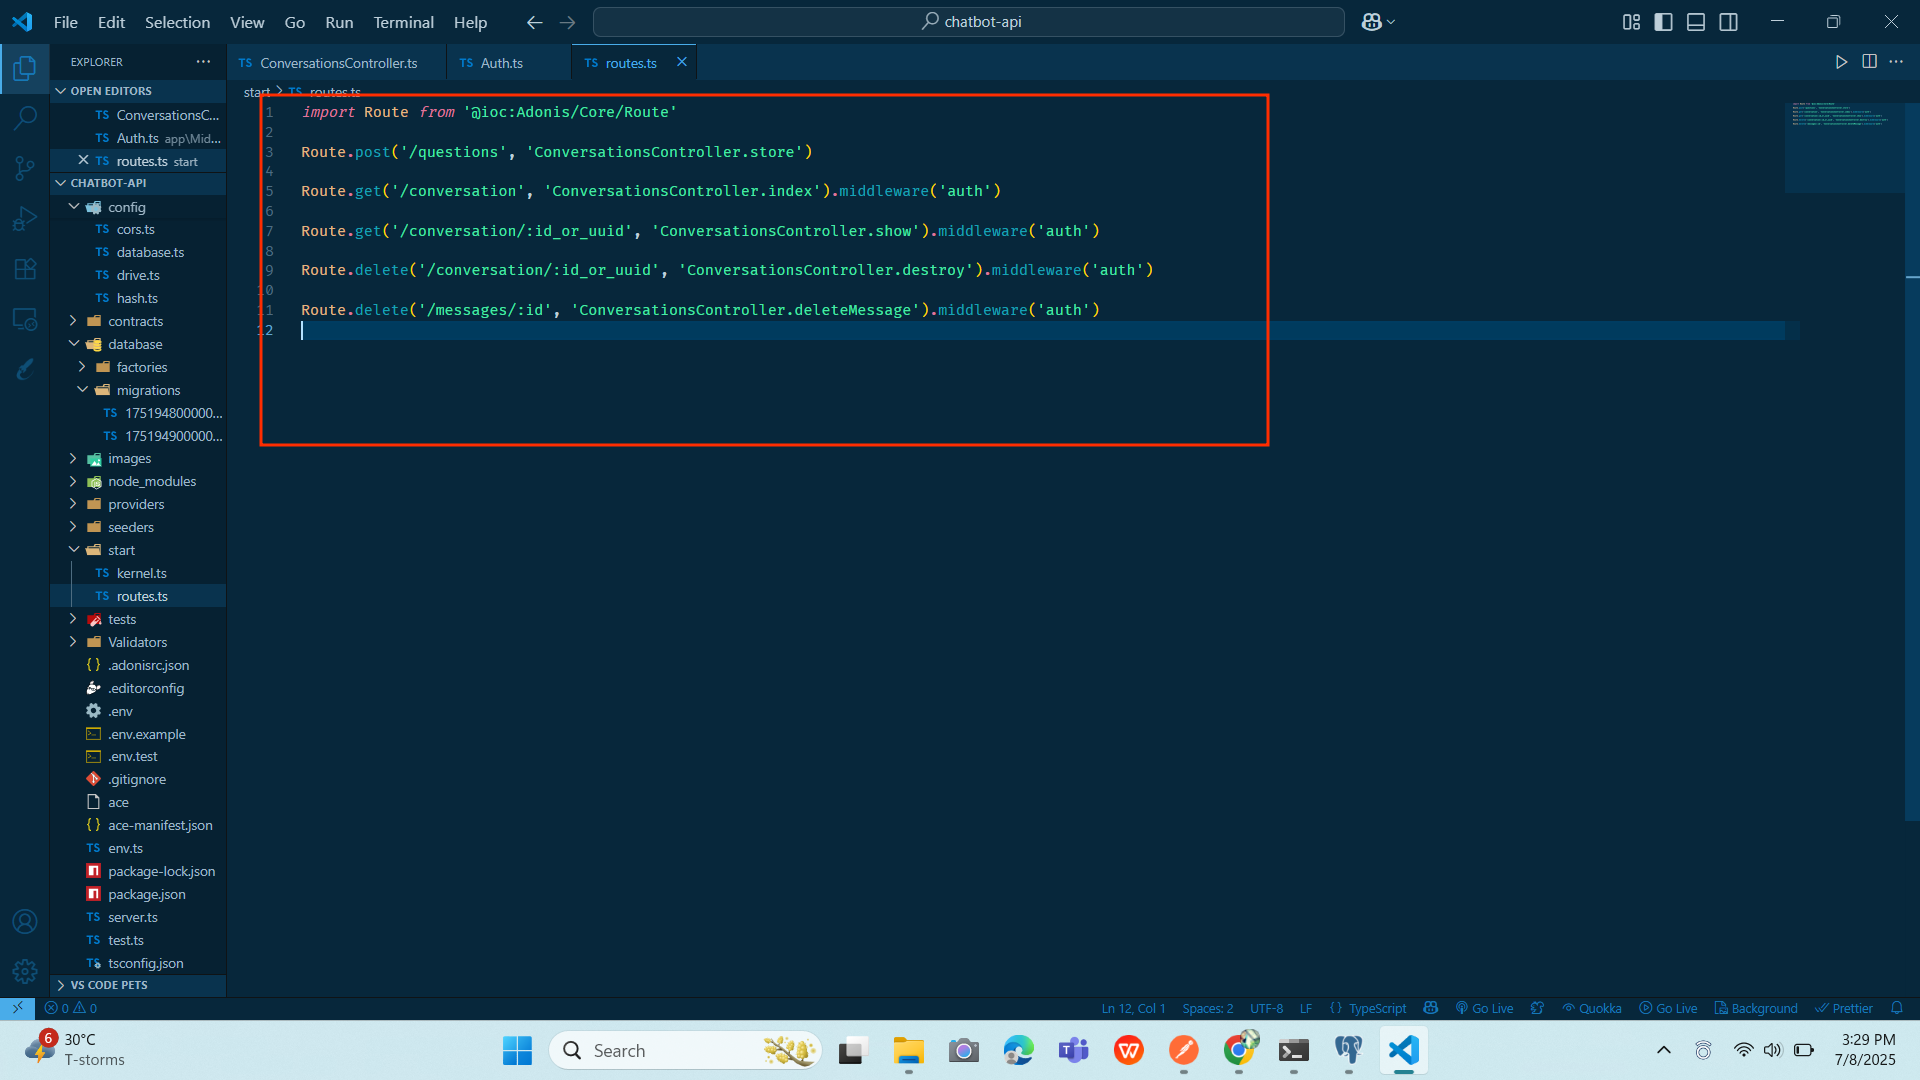 File Edit Selection View Go Run Terminal Help
chatbot-api
EXPLORER
OPEN EDITORS
TS ConversationsC...
TS Auth.ts app\Mid...
TS routes.ts start
CHATBOT-API
config
TS cors.ts
TS database.ts
TS drive.ts
TS hash.ts
contracts
database
factories
migrations
TS 175194800000...
TS 175194900000...
images
node_modules
providers
seeders
start
TS kernel.ts
TS routes.ts
tests
Validators
{} .adonisrc.json
.editorconfig
.env
.env.example
.env.test
.gitignore
ace
{} ace-manifest.json
TS env.ts
package-lock.json
package.json
TS server.ts
TS test.ts
TS tsconfig.json
VS CODE PETS
TS ConversationsController.ts TS Auth.ts TS routes.ts
start > TS routes.ts
1 import Route from '@ioc:Adonis/Core/Route'
2
3 Route.post('/questions', 'ConversationsController.store')
4
5 Route.get('/conversation', 'ConversationsController.index').middleware('auth')
6
7 Route.get('/conversation/:id_or_uuid', 'ConversationsController.show').middleware('auth')
8
9 Route.delete('/conversation/:id_or_uuid', 'ConversationsController.destroy').middleware('auth')
10
11 Route.delete('/messages/:id', 'ConversationsController.deleteMessage').middleware('auth')
12
0 0 Ln 12, Col 1 Spaces: 2 UTF-8 LF {} TypeScript Go Live Quokka Go Live Background Prettier
6 30°C
T-storms
Search
3:29 PM
7/8/2025